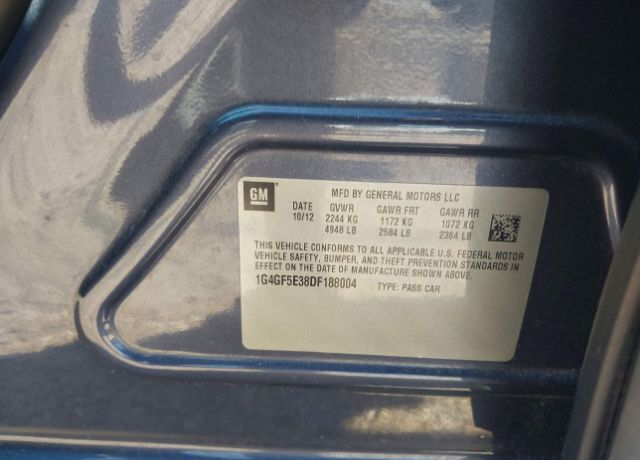 GM
MFD BY GENERAL MOTORS LLC
DATE GVWR GAWR FRT GAWR RR
10/12 2244 KG 1172 KG 1072 KG
4948 LB 2584 LB 2364 LB
THIS VEHICLE CONFORMS TO ALL APPLICABLE U.S. FEDERAL MOTOR
VEHICLE SAFETY, BUMPER, AND THEFT PREVENTION STANDARDS IN
EFFECT ON THE DATE OF MANUFACTURE SHOWN ABOVE.
1G4GF5E38DF188004 TYPE: PASS CAR